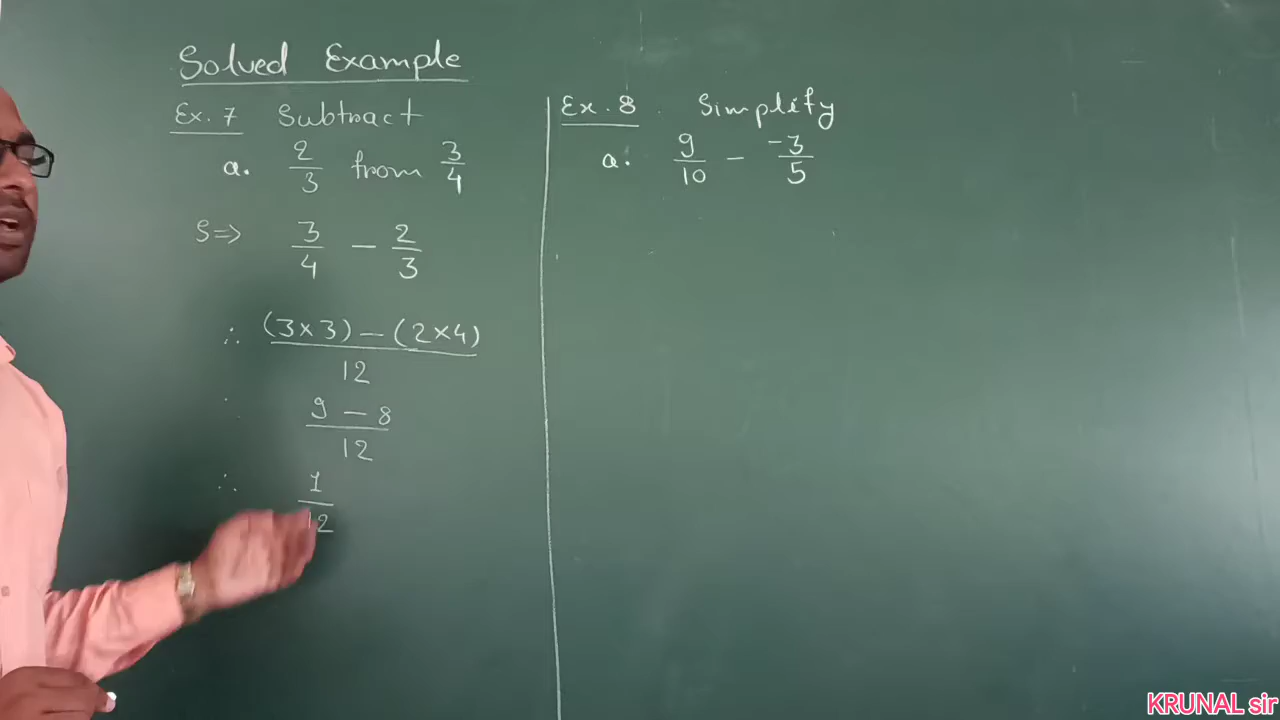 Solved Example
Ex. 7 Subtract
a. 2/3 from 3/4
S⇒ 3/4 − 2/3
∴ (3×3) − (2×4) / 12
∴ 9 − 8 / 12
∴ 1/12
Ex. 8. Simplify
a. 9/10 − -3/5
KRUNAL sir